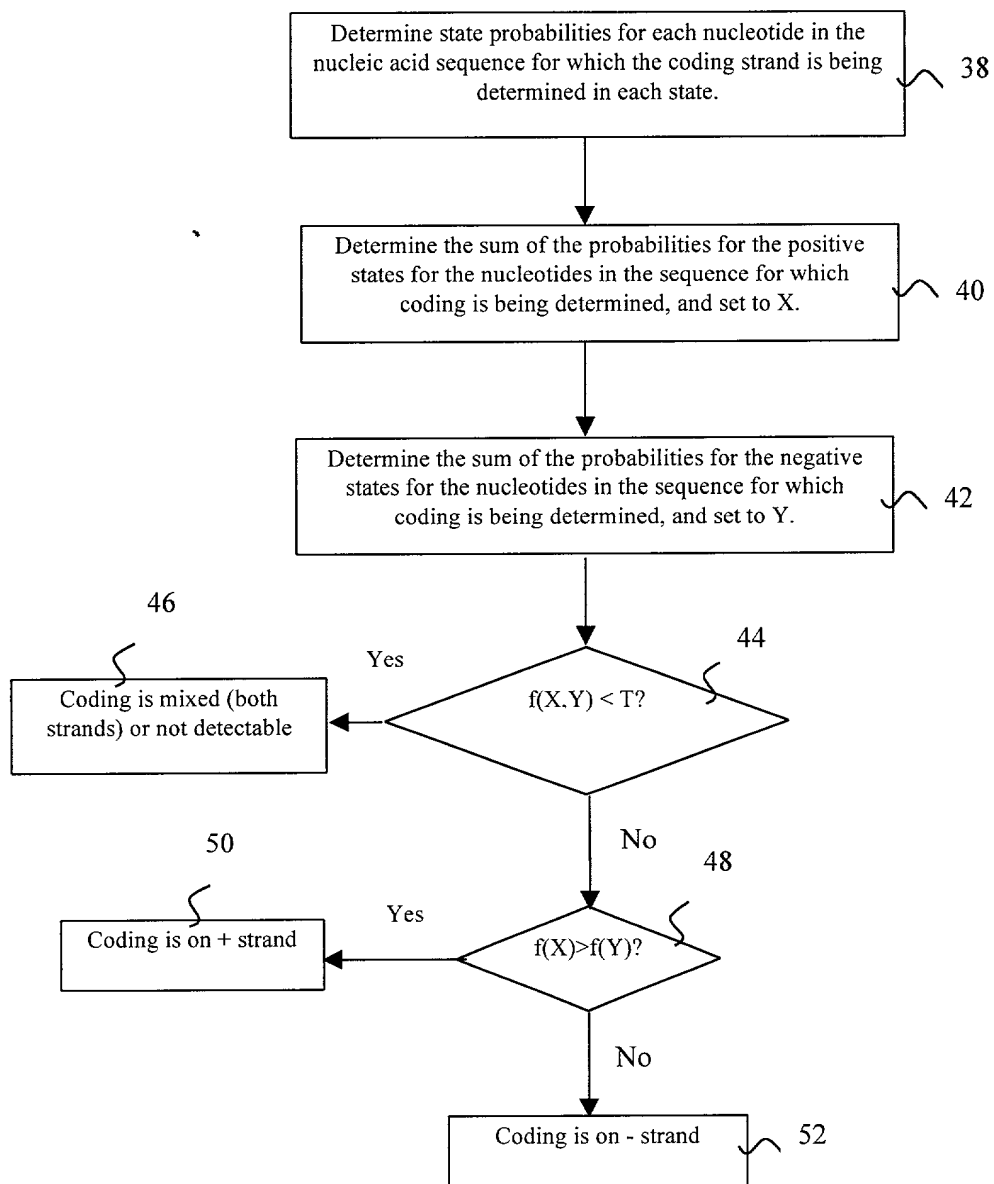 Determine state probabilities for each nucleotide in the
nucleic acid sequence for which the coding strand is being
determined in each state.
38
Determine the sum of the probabilities for the positive
states for the nucleotides in the sequence for which
coding is being determined, and set to X.
40
Determine the sum of the probabilities for the negative
states for the nucleotides in the sequence for which
coding is being determined, and set to Y.
42
46
44
Yes
f(X,Y) < T?
Coding is mixed (both
strands) or not detectable
No
50
48
Yes
Coding is on + strand
f(X)>f(Y)?
No
Coding is on - strand
52